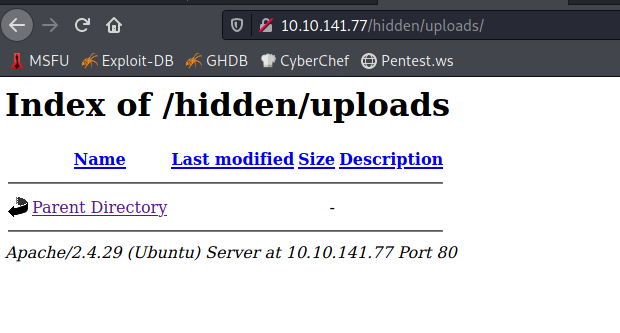 10.10.141.77/hidden/uploads/
MSFU Exploit-DB GHDB CyberChef Pentest.ws
Index of /hidden/uploads
Name Last modified Size Description
Parent Directory -
Apache/2.4.29 (Ubuntu) Server at 10.10.141.77 Port 80